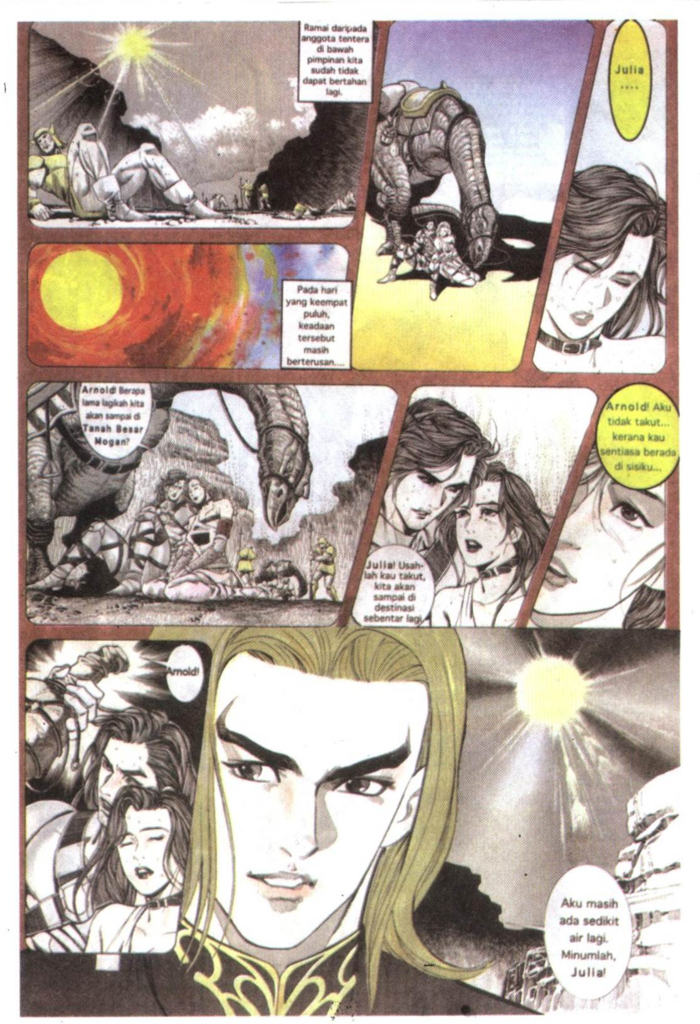 Ramai daripada
anggota tentera
di bawah
pimpinan kita
sudah tidak
dapat bertahan
lagi.
Julia
....
Pada hari
yang keempat
puluh,
keadaan
tersebut
masih
berterusan....
Arnold! Berapa
lama lagikah kita
akan sampai di
Tanah Besar
Mogan?
Julia! Usah-
lah kau takut,
kita akan
sampai di
destinasi
sebentar lagi
Arnold! Aku
tidak takut...
kerana kau
sentiasa berada
di sisiku...
Arnold!
Aku masih
ada sedikit
air lagi.
Minumlah,
Julia!